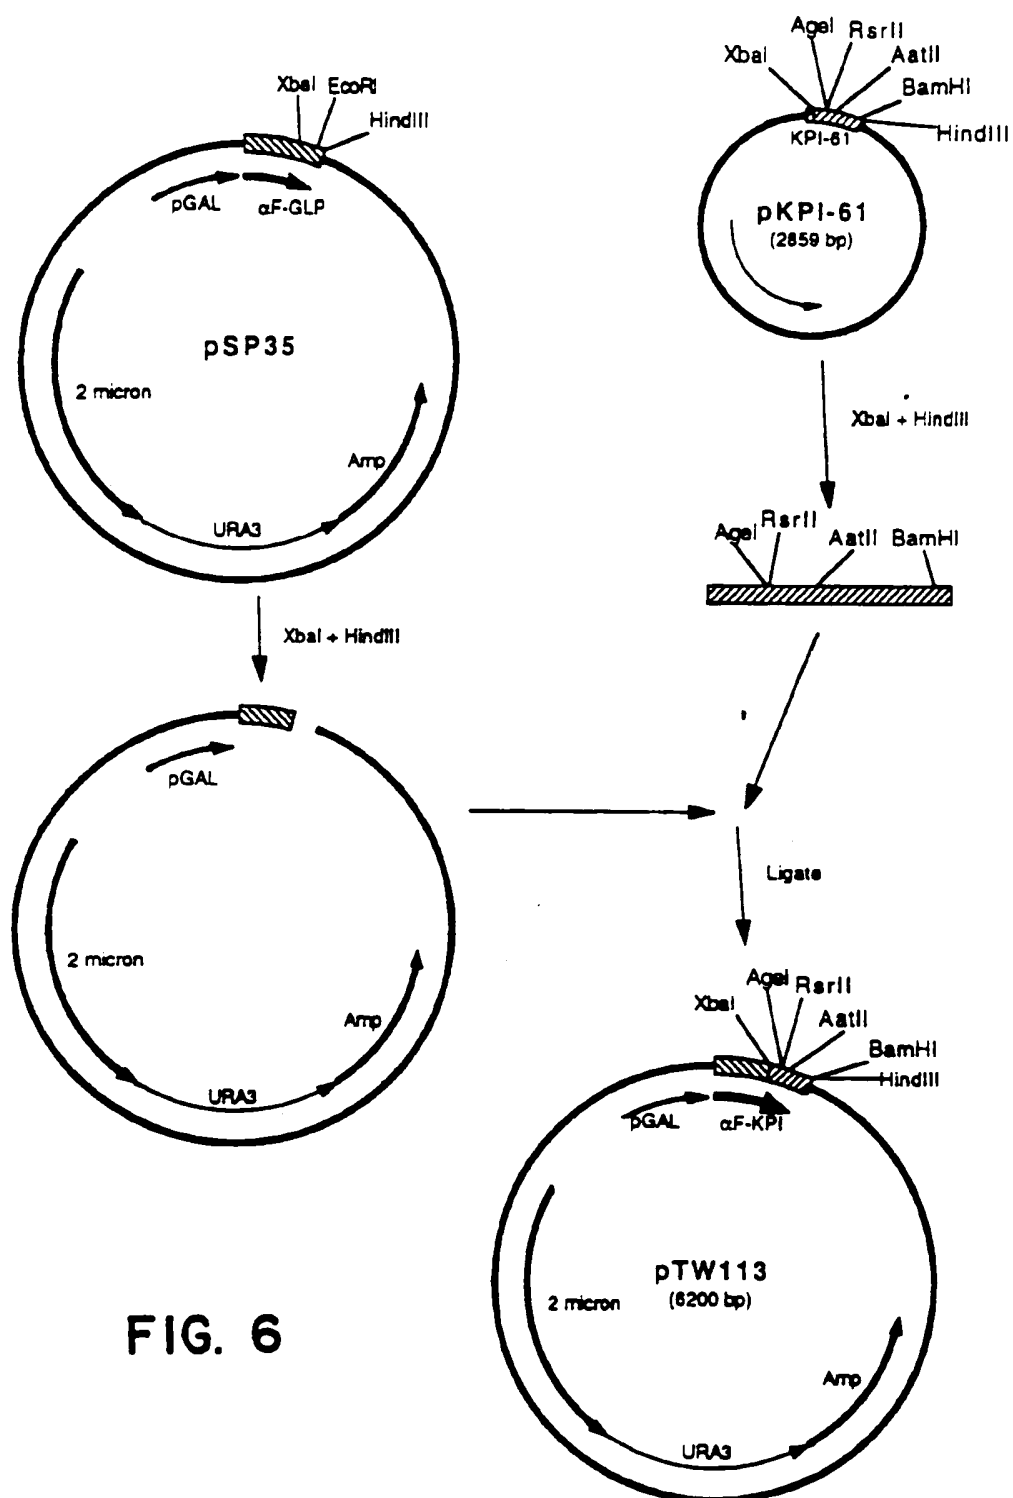 XbaI EcoRI
HindIII
pGAL αF-GLP
pSP35
2 micron
Amp
URA3
XbaI + HindIII
AgeI RsrII
XbaI AatII
BamHI
HindIII
KPI-61
pKPI-61
(2859 bp)
XbaI + HindIII
AgeI RsrII
AatII BamHI
pGAL
2 micron
Amp
URA3
Ligate
AgeI RsrII
XbaI AatII
BamHI
HindIII
pGAL αF-KPI
pTW113
(6200 bp)
2 micron
Amp
URA3
FIG. 6